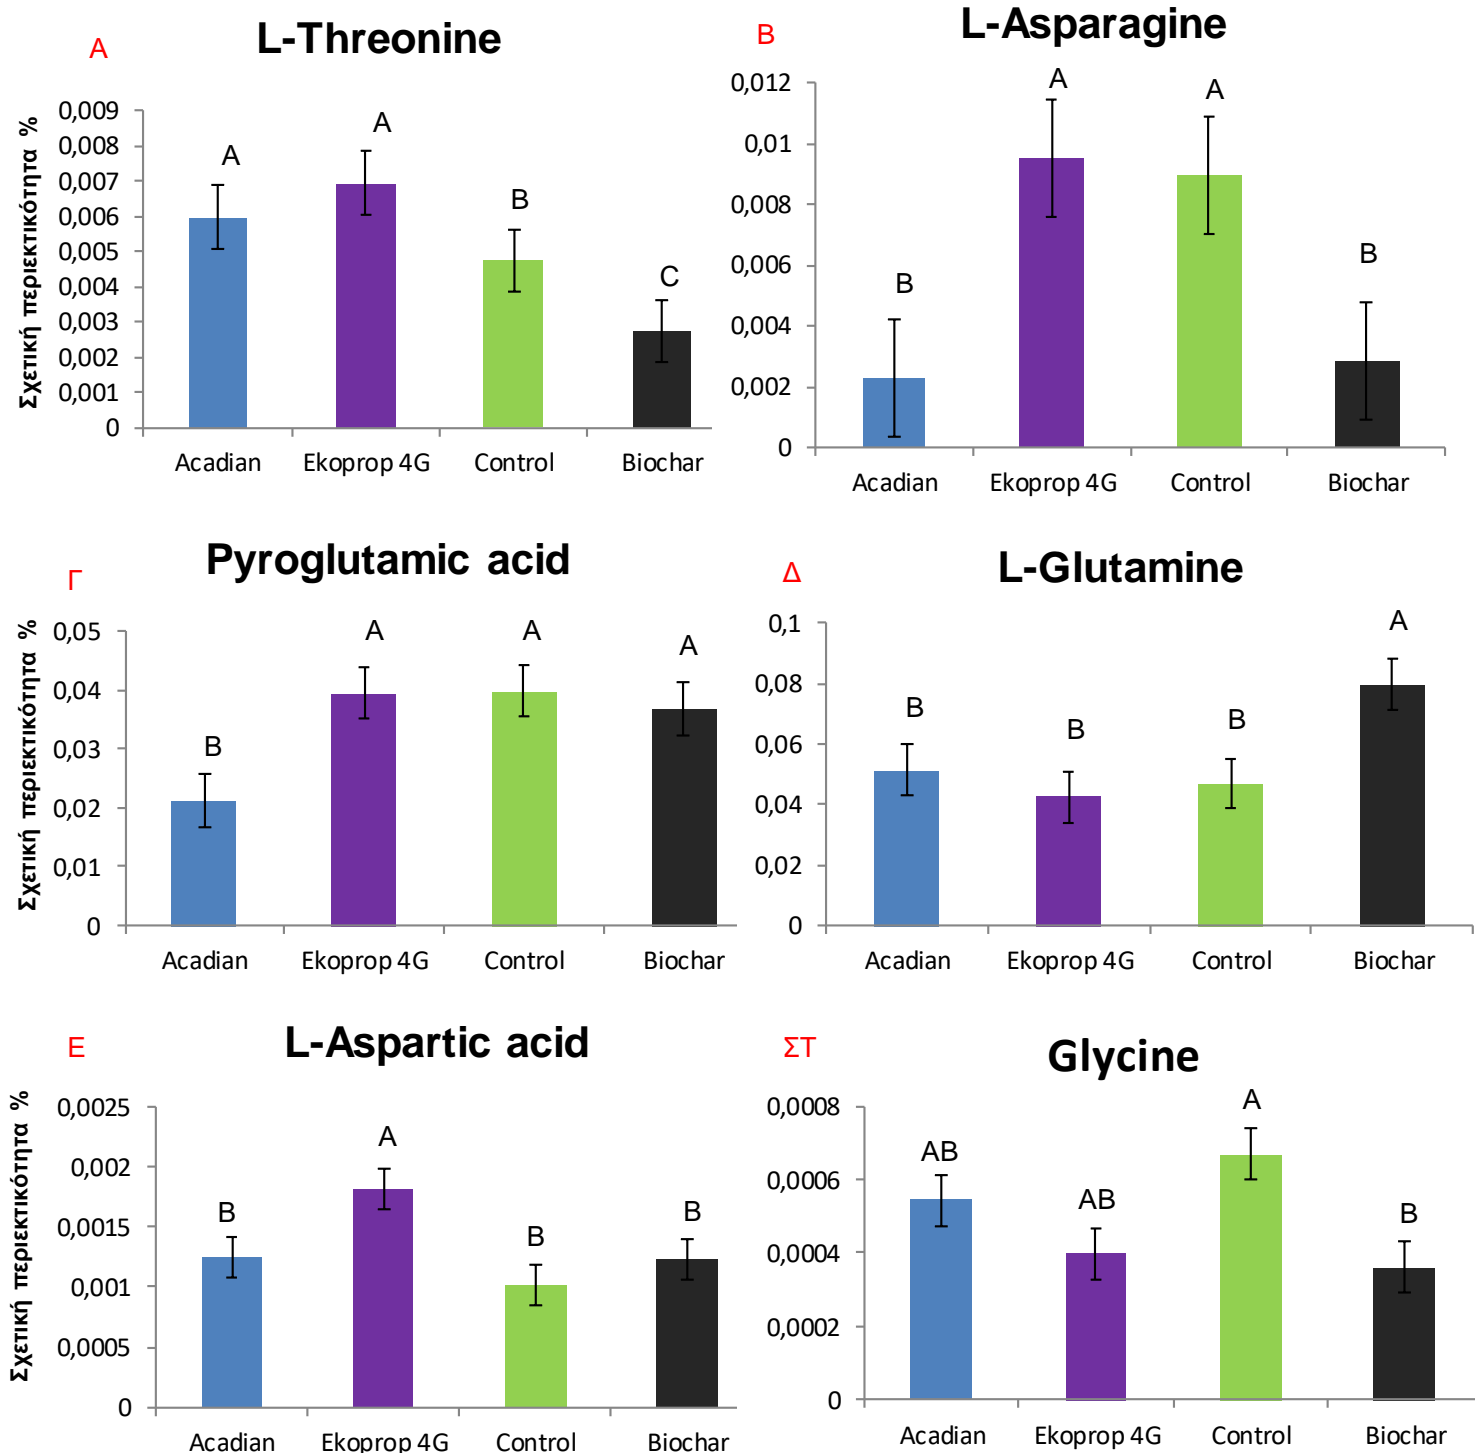 Α L-Threonine
Σχετική περιεκτικότητα %
0,009
0,008
0,007
0,006
0,005
0,004
0,003
0,002
0,001
0
A
A
B
C
Acadian Ekoprop 4G Control Biochar
Β L-Asparagine
0,012
0,01
0,008
0,006
0,004
0,002
0
B
A
A
B
Acadian Ekoprop 4G Control Biochar
Γ Pyroglutamic acid
Σχετική περιεκτικότητα %
0,05
0,04
0,03
0,02
0,01
0
B
A
A
A
Acadian Ekoprop 4G Control Biochar
Δ L-Glutamine
0,1
0,08
0,06
0,04
0,02
0
B
B
B
A
Acadian Ekoprop 4G Control Biochar
Ε L-Aspartic acid
Σχετική περιεκτικότητα %
0,0025
0,002
0,0015
0,001
0,0005
0
B
A
B
B
Acadian Ekoprop 4G Control Biochar
ΣΤ Glycine
0,0008
0,0006
0,0004
0,0002
0
AB
AB
A
B
Acadian Ekoprop 4G Control Biochar